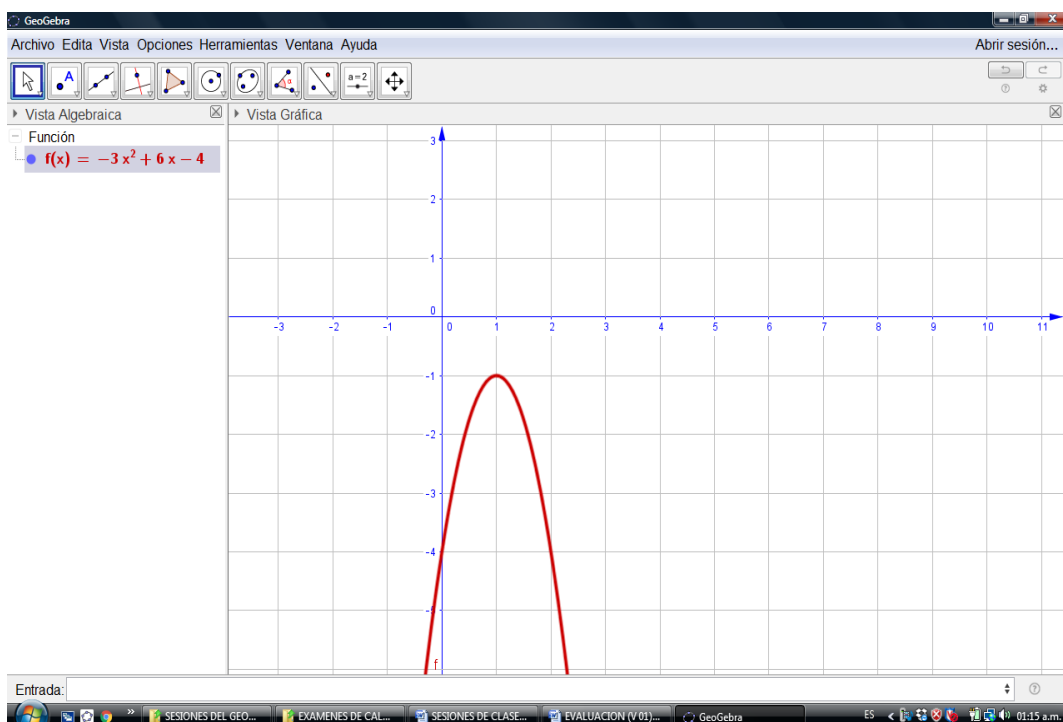 GeoGebra
Archivo Edita Vista Opciones Herramientas Ventana Ayuda
Abrir sesión...
A
α
a=2
Vista Algebraica
Vista Gráfica
Función
f(x) = −3 x² + 6 x − 4
3
2
1
0
-3 -2 -1 0 1 2 3 4 5 6 7 8 9 10 11
-1
-2
-3
-4
f
Entrada:
SESIONES DEL GEO... EXAMENES DE CAL... SESIONES DE CLASE... EVALUACION (V 01)... GeoGebra ES 01:15 a.m.